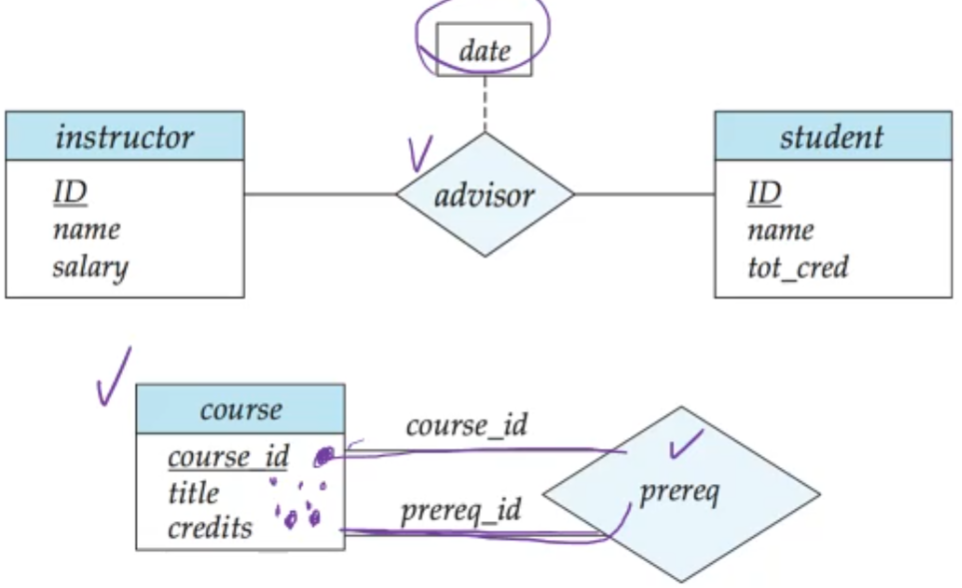 date
instructor
student
advisor
ID
name
salary
ID
name
tot_cred
course
course_id
course_id
title
credits
prereq_id
prereq